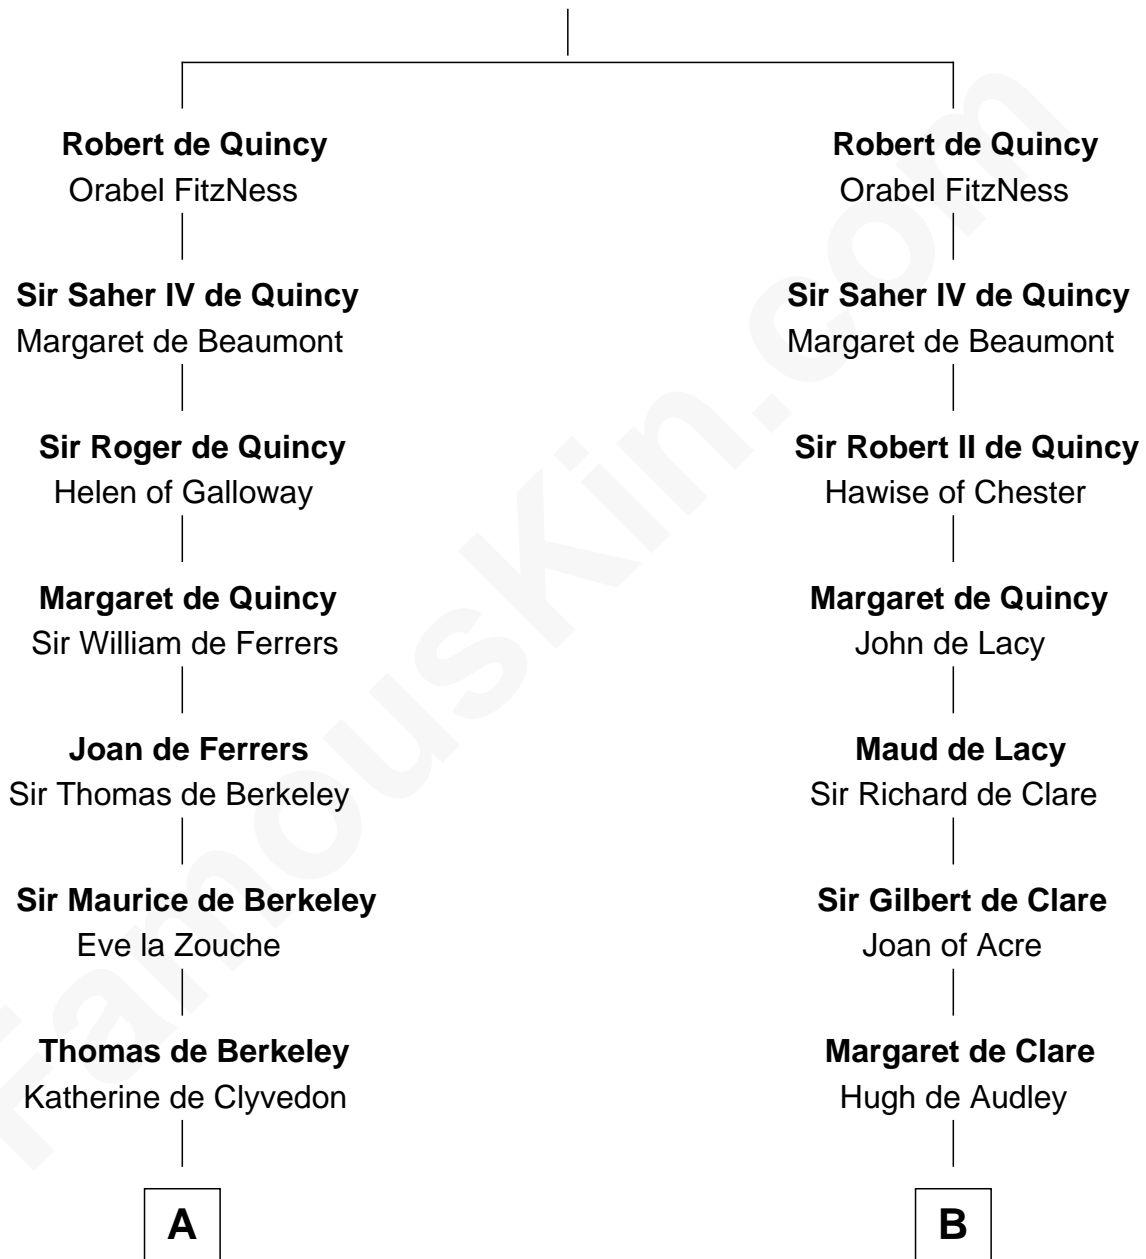 Robert de Quincy
Orabel FitzNess
Sir Saher IV de Quincy
Margaret de Beaumont
Sir Roger de Quincy
Helen of Galloway
Margaret de Quincy
Sir William de Ferrers
Joan de Ferrers
Sir Thomas de Berkeley
Sir Maurice de Berkeley
Eve la Zouche
Thomas de Berkeley
Katherine de Clyvedon
A
Robert de Quincy
Orabel FitzNess
Sir Saher IV de Quincy
Margaret de Beaumont
Sir Robert II de Quincy
Hawise of Chester
Margaret de Quincy
John de Lacy
Maud de Lacy
Sir Richard de Clare
Sir Gilbert de Clare
Joan of Acre
Margaret de Clare
Hugh de Audley
B
FamousKin.com